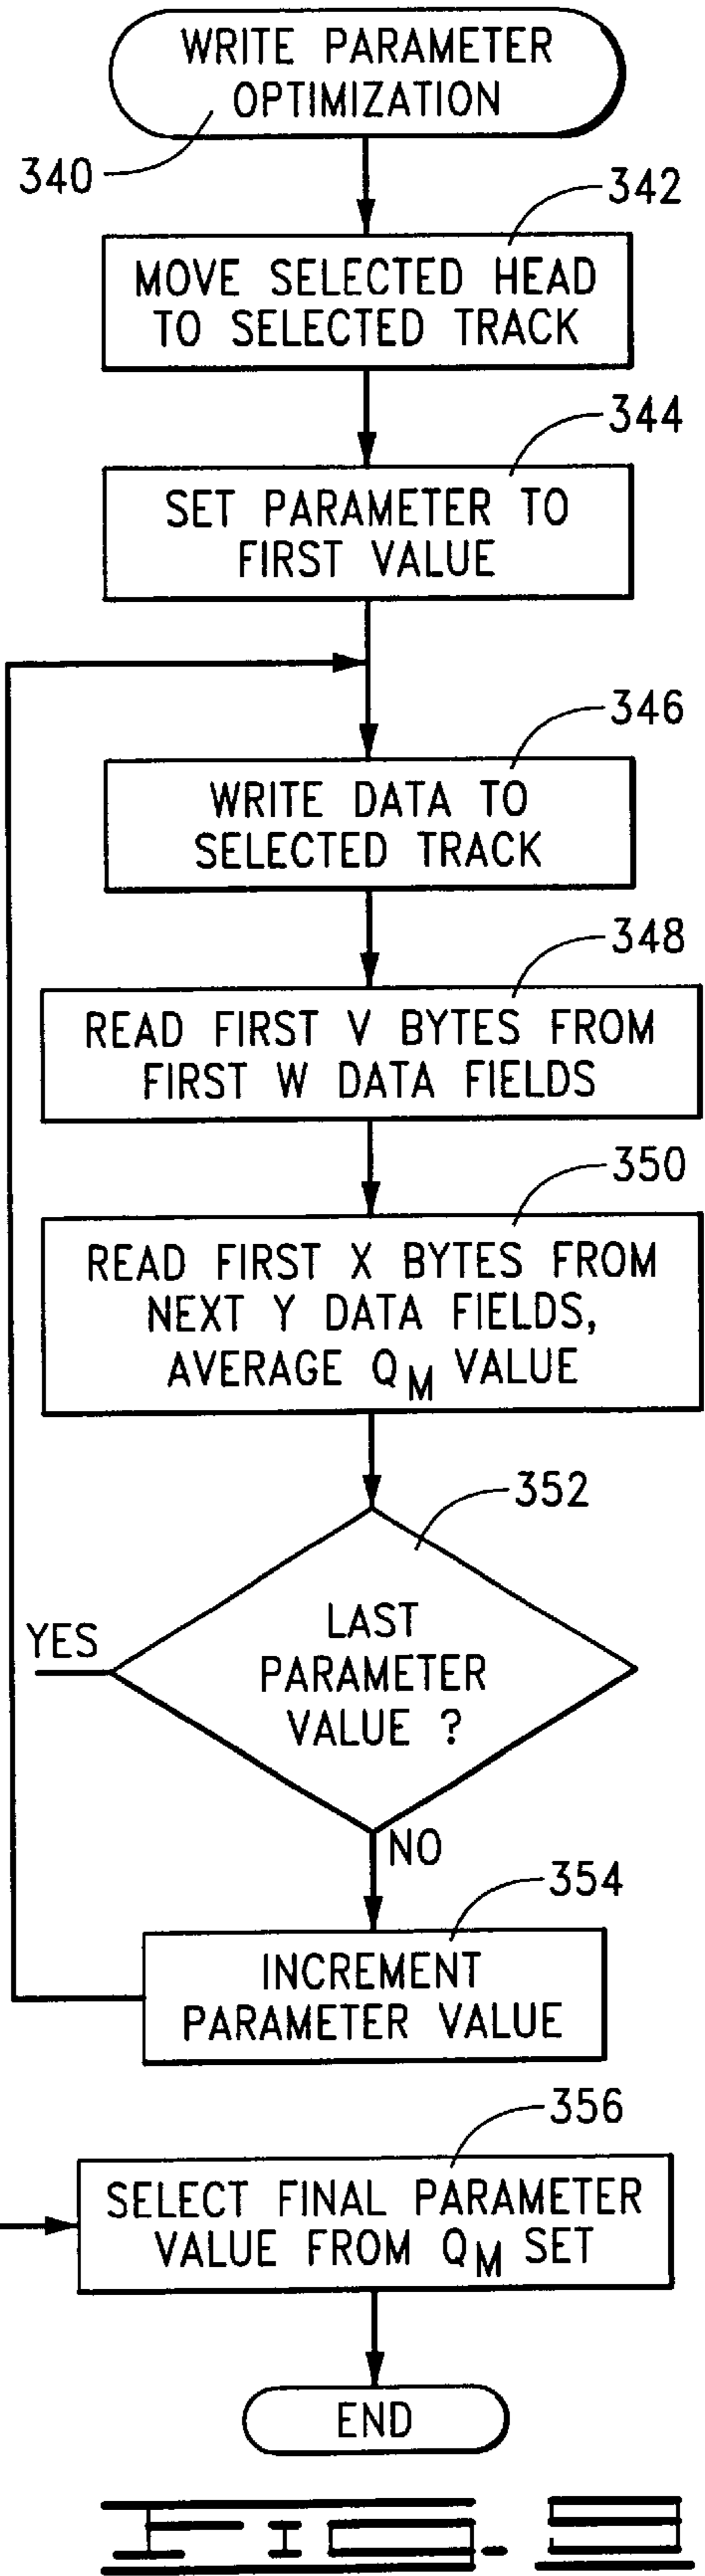 WRITE PARAMETER
OPTIMIZATION
340
342
MOVE SELECTED HEAD
TO SELECTED TRACK
344
SET PARAMETER TO
FIRST VALUE
346
WRITE DATA TO
SELECTED TRACK
348
READ FIRST V BYTES FROM
FIRST W DATA FIELDS
350
READ FIRST X BYTES FROM
NEXT Y DATA FIELDS,
AVERAGE QM VALUE
352
YES
LAST
PARAMETER
VALUE ?
NO
354
INCREMENT
PARAMETER VALUE
356
SELECT FINAL PARAMETER
VALUE FROM QM SET
END